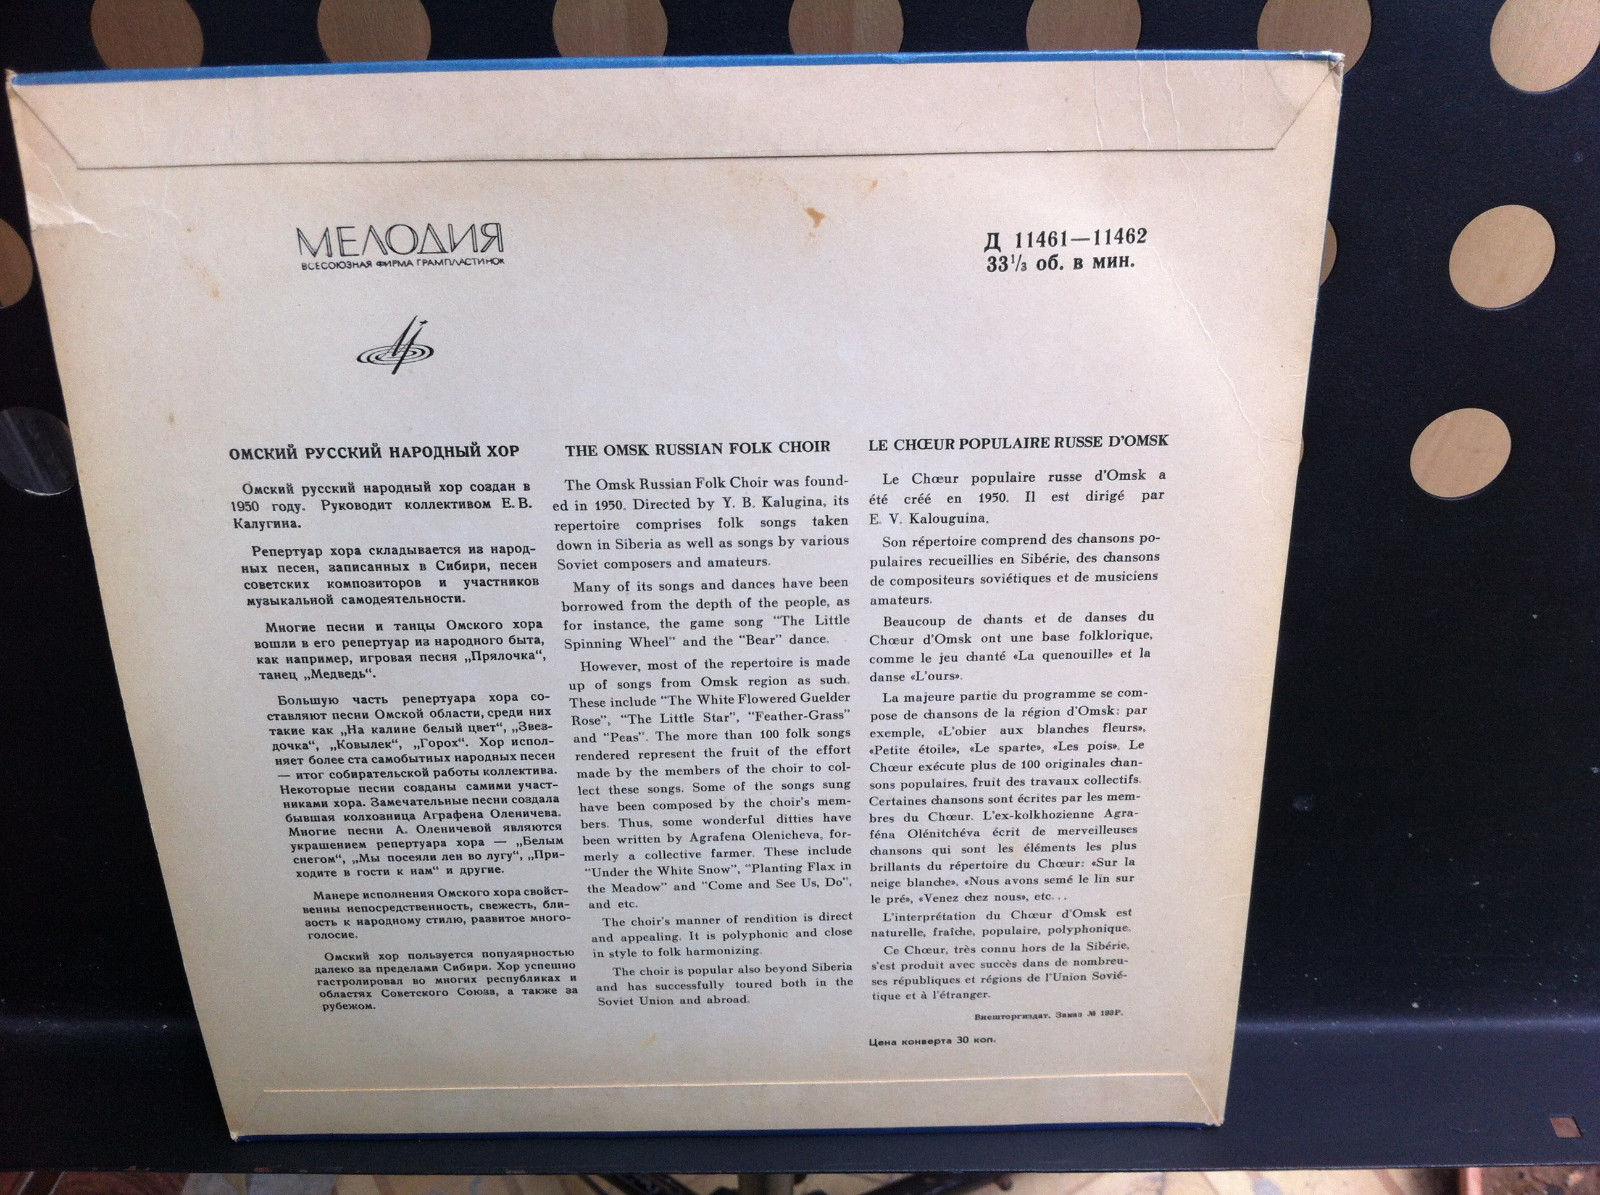 МЕЛОДИЯ
ВСЕСОЮЗНАЯ ФИРМА ГРАМПЛАСТИНОК
Д 11461—11462
33⅓ об. в мин.
ОМСКИЙ РУССКИЙ НАРОДНЫЙ ХОР
Омский русский народный хор создан в
1950 году. Руководит коллективом Е. В.
Калугина.
Репертуар хора складывается из народ-
ных песен, записанных в Сибири, песен
советских композиторов и участников
музыкальной самодеятельности.
Многие песни и танцы Омского хора
вошли в его репертуар из народного быта,
как например, игровая песня „Прялочка“,
танец „Медведь“.
Большую часть репертуара хора со-
ставляют песни Омской области, среди них
такие как „На калине белый цвет“, „Звез-
дочка“, „Ковылек“, „Горох“. Хор испол-
няет более ста самобытных народных песен
— итог собирательской работы коллектива.
Некоторые песни созданы самими участ-
никами хора. Замечательные песни создала
бывшая колхозница Аграфена Оленичева.
Многие песни А. Оленичевой являются
украшением репертуара хора — „Белым
снегом“, „Мы посеяли лен во лугу“, „При-
ходите в гости к нам“ и другие.
Манере исполнения Омского хора свойст-
венны непосредственность, свежесть, бли-
зость к народному стилю, развитое много-
голосие.
Омский хор пользуется популярностью
далеко за пределами Сибири. Хор успешно
гастролировал во многих республиках и
областях Советского Союза, а также за
рубежом.
THE OMSK RUSSIAN FOLK CHOIR
The Omsk Russian Folk Choir was found-
ed in 1950. Directed by Y. B. Kalugina, its
repertoire comprises folk songs taken
down in Siberia as well as songs by various
Soviet composers and amateurs.
Many of its songs and dances have been
borrowed from the depth of the people, as
for instance, the game song "The Little
Spinning Wheel" and the "Bear" dance.
However, most of the repertoire is made
up of songs from Omsk region as such.
These include "The White Flowered Guelder
Rose", "The Little Star", "Feather-Grass"
and "Peas". The more than 100 folk songs
rendered represent the fruit of the effort
made by the members of the choir to col-
lect these songs. Some of the songs sung
have been composed by the choir's mem-
bers. Thus, some wonderful ditties have
been written by Agrafena Olenicheva, for-
merly a collective farmer. These include
"Under the White Snow", "Planting Flax in
the Meadow" and "Come and See Us, Do",
and etc.
The choir's manner of rendition is direct
and appealing. It is polyphonic and close
in style to folk harmonizing.
The choir is popular also beyond Siberia
and has successfully toured both in the
Soviet Union and abroad.
LE CHŒUR POPULAIRE RUSSE D'OMSK
Le Chœur populaire russe d'Omsk a
été créé en 1950. Il est dirigé par
E. V. Kalouguina.
Son répertoire comprend des chansons po-
pulaires recueillies en Sibérie, des chansons
de compositeurs soviétiques et de musiciens
amateurs.
Beaucoup de chants et de danses du
Chœur d'Omsk ont une base folklorique,
comme le jeu chanté «La quenouille» et la
danse «L'ours».
La majeure partie du programme se com-
pose de chansons de la région d'Omsk: par
exemple, «L'obier aux blanches fleurs»,
«Petite étoile», «Le sparte», «Les pois». Le
Chœur exécute plus de 100 originales chan-
sons populaires, fruit des travaux collectifs.
Certaines chansons sont écrites par les mem-
bres du Chœur. L'ex-kolkhozienne Agra-
féna Olénitchéva écrit de merveilleuses
chansons qui sont les éléments les plus
brillants du répertoire du Chœur: «Sur la
neige blanche», «Nous avons semé le lin sur
le pré», «Venez chez nous», etc...
L'interprétation du Chœur d'Omsk est
naturelle, fraîche, populaire, polyphonique.
Ce Chœur, très connu hors de la Sibérie,
s'est produit avec succès dans de nombreu-
ses républiques et régions de l'Union Sovié-
tique et à l'étranger.
Внешторгиздат. Заказ № 193Р.
Цена конверта 30 коп.